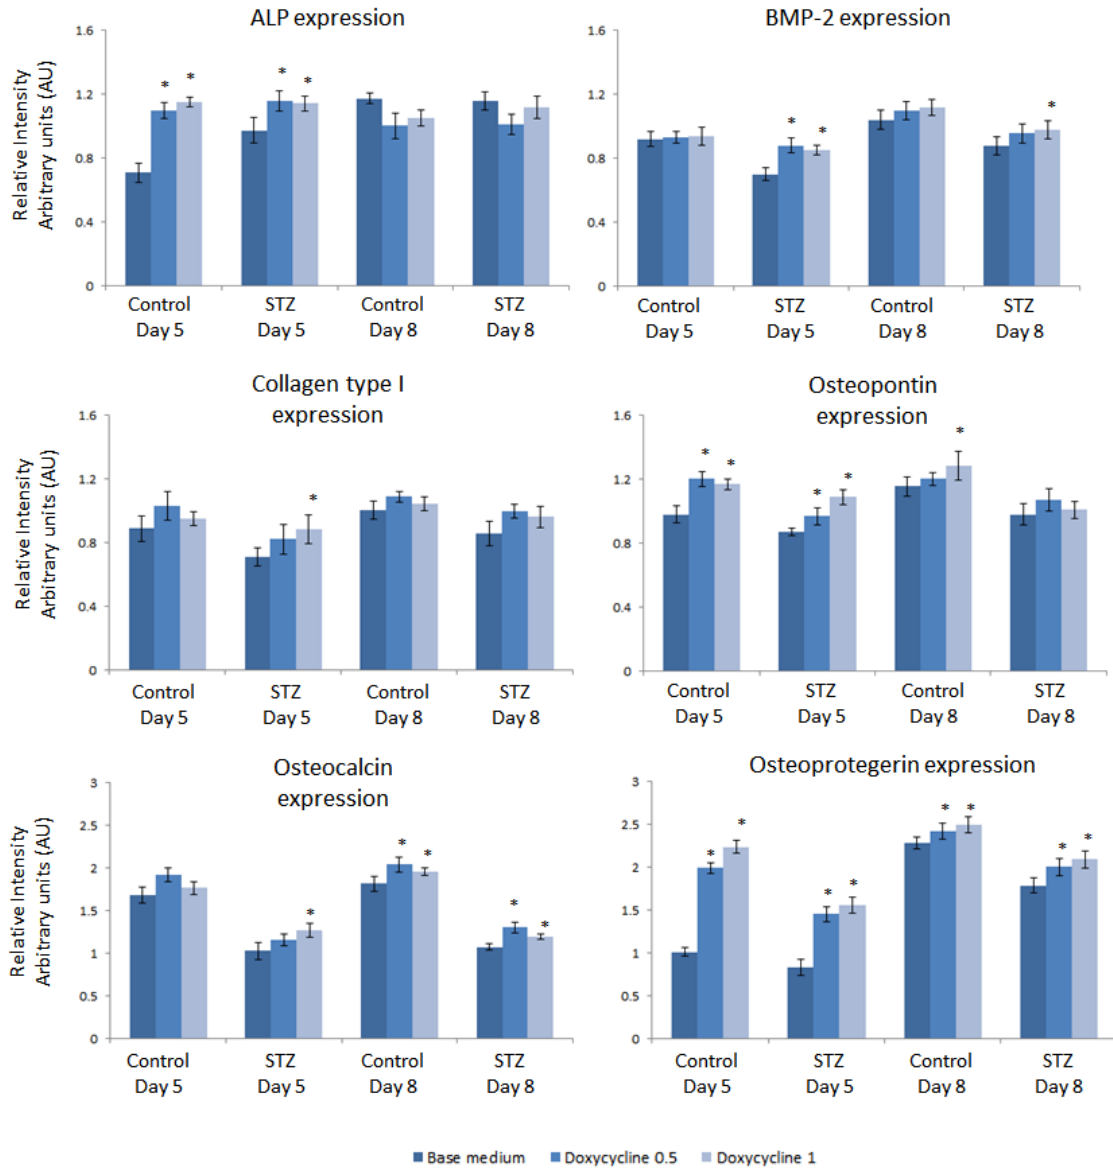 ALP expression
BMP-2 expression
Relative Intensity
Arbitrary units (AU)
1.6
1.2
0.8
0.4
0
* * * *
Control STZ Control STZ
Day 5 Day 5 Day 8 Day 8
1.6
1.2
0.8
0.4
0
* * *
Control STZ Control STZ
Day 5 Day 5 Day 8 Day 8
Collagen type I
expression
Osteopontin
expression
Relative Intensity
Arbitrary units (AU)
1.6
1.2
0.8
0.4
0
*
Control STZ Control STZ
Day 5 Day 5 Day 8 Day 8
1.6
1.2
0.8
0.4
0
* * * * *
Control STZ Control STZ
Day 5 Day 5 Day 8 Day 8
Osteocalcin
expression
Osteoprotegerin expression
Relative Intensity
Arbitrary units (AU)
3
2.5
2
1.5
1
0.5
0
* * * * *
Control STZ Control STZ
Day 5 Day 5 Day 8 Day 8
3
2.5
2
1.5
1
0.5
0
* * * * * * * *
Control STZ Control STZ
Day 5 Day 5 Day 8 Day 8
Base medium Doxycycline 0.5 Doxycycline 1